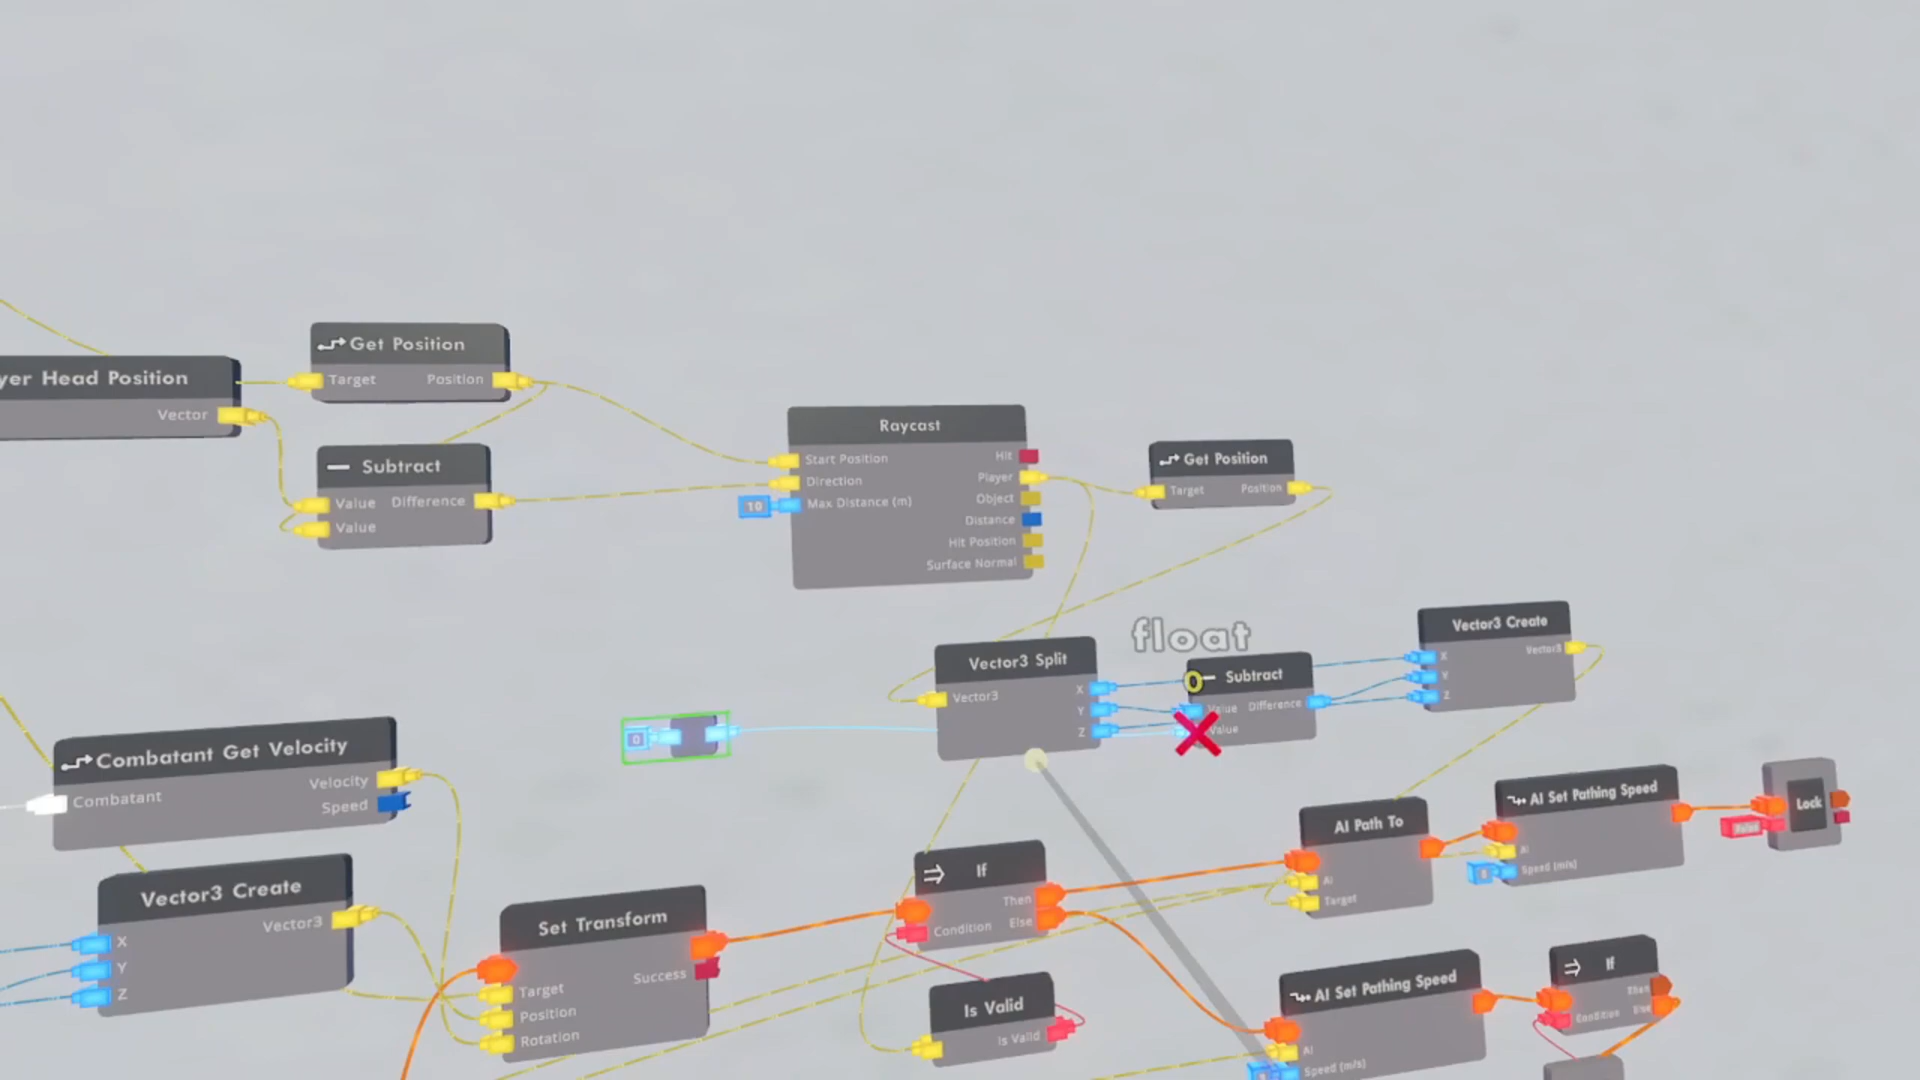 Get Position
Target Position
yer Head Position
Vector
Subtract
Value Difference
Value
Raycast
Start Position Hit
Direction Player
10 Max Distance (m) Object
Distance
Hit Position
Surface Normal
Get Position
Target Position
float
Vector3 Split
Vector3 X
Y
Z
Subtract
Value Difference
Value
Vector3 Create
X Vector3
Y
Z
0
Combatant Get Velocity
Velocity
Combatant Speed
Vector3 Create
Vector3
X
Y
Z
Set Transform
Success
Target
Position
Rotation
If
Then
Condition Else
Is Valid
Is Valid
AI Path To
AI
Target
AI Set Pathing Speed
AI
Speed (m/s)
Lock
AI Set Pathing Speed
AI
Speed (m/s)
If
Then
Condition Else